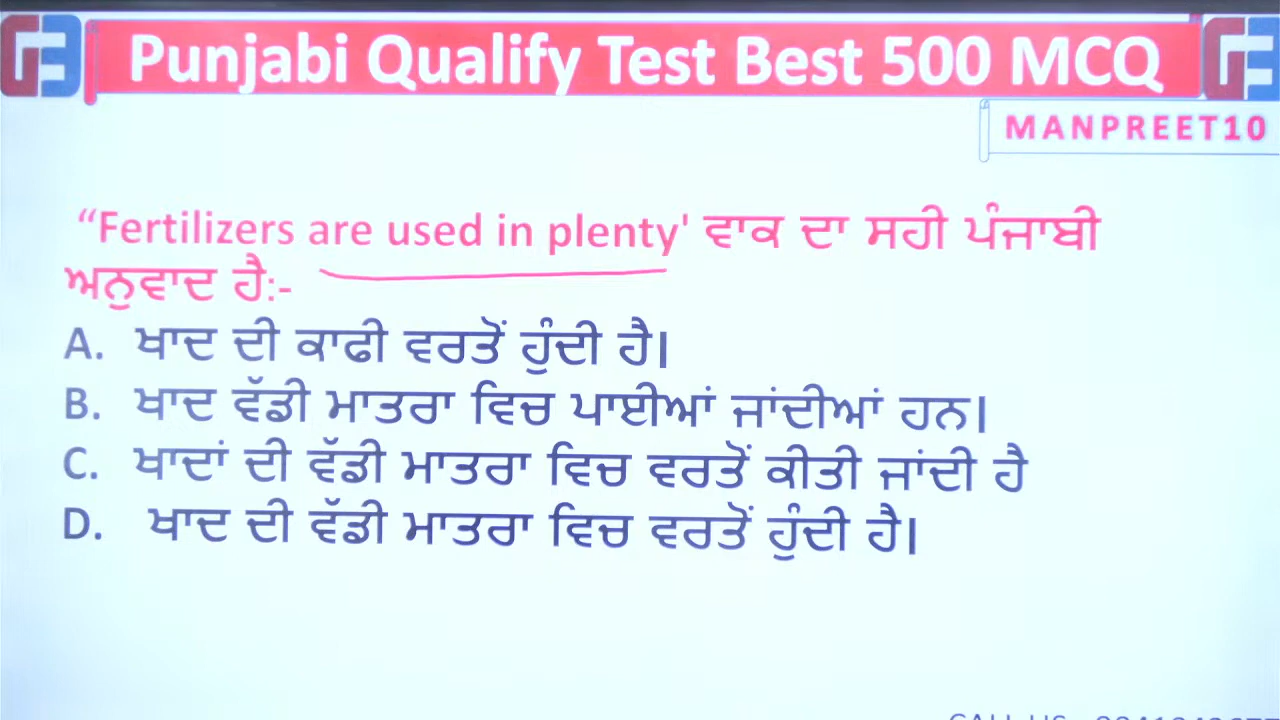 Punjabi Qualify Test Best 500 MCQ
MANPREET10
“Fertilizers are used in plenty' ਵਾਕ ਦਾ ਸਹੀ ਪੰਜਾਬੀ
ਅਨੁਵਾਦ ਹੈ:-
A. ਖਾਦ ਦੀ ਕਾਫੀ ਵਰਤੋਂ ਹੁੰਦੀ ਹੈ।
B. ਖਾਦ ਵੱਡੀ ਮਾਤਰਾ ਵਿਚ ਪਾਈਆਂ ਜਾਂਦੀਆਂ ਹਨ।
C. ਖਾਦਾਂ ਦੀ ਵੱਡੀ ਮਾਤਰਾ ਵਿਚ ਵਰਤੋਂ ਕੀਤੀ ਜਾਂਦੀ ਹੈ
D. ਖਾਦ ਦੀ ਵੱਡੀ ਮਾਤਰਾ ਵਿਚ ਵਰਤੋਂ ਹੁੰਦੀ ਹੈ।